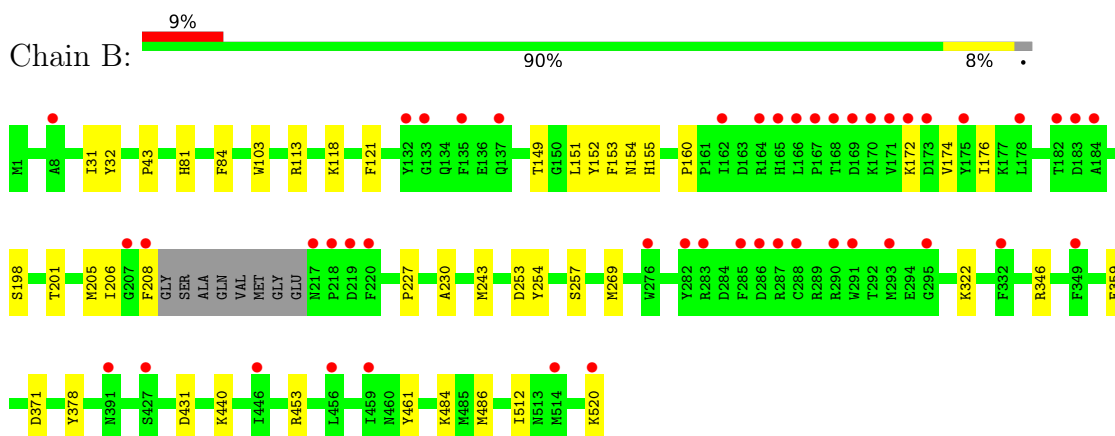 9%
Chain B:
90% 8% •
M1 A8 I31 Y32 P43 H81 F84 W103 R113 K118 F121 Y132 G133 Q134 F135 E136 Q137 T149 G150 L151 Y152 F153 N154 H155 P160 P161 I162 D163 R164 H165 L166 P167 T168 D169 K170 V171 K172 D173 V174 Y175 I176 K177 L178 T182 D183 A184
S198 T201 M205 I206 G207 F208 GLY SER ALA GLN VAL MET GLY GLU N217 P218 D219 F220 P227 A230 M243 D253 Y254 S257 M269 W276 Y282 R283 D284 F285 D286 R287 C288 R289 R290 W291 T292 M293 E294 G295 K322 F332 R346 F349 E359
D371 Y378 N391 S427 D431 K440 I446 R453 L456 I459 N460 Y461 K484 M485 M486 I512 N513 M514 K520